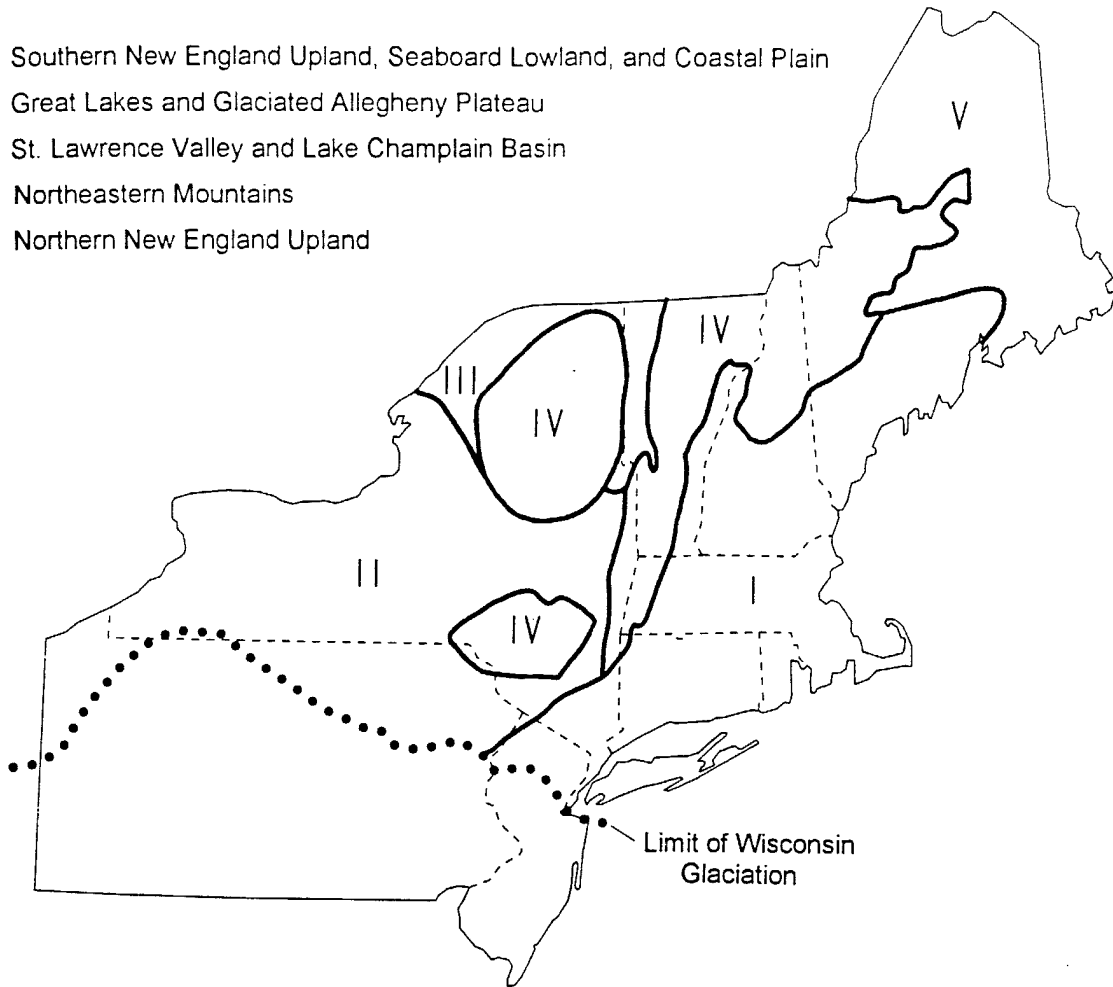 Southern New England Upland, Seaboard Lowland, and Coastal Plain
Great Lakes and Glaciated Allegheny Plateau
St. Lawrence Valley and Lake Champlain Basin
Northeastern Mountains
Northern New England Upland
V
IV
III
IV
II
I
IV
Limit of Wisconsin
Glaciation